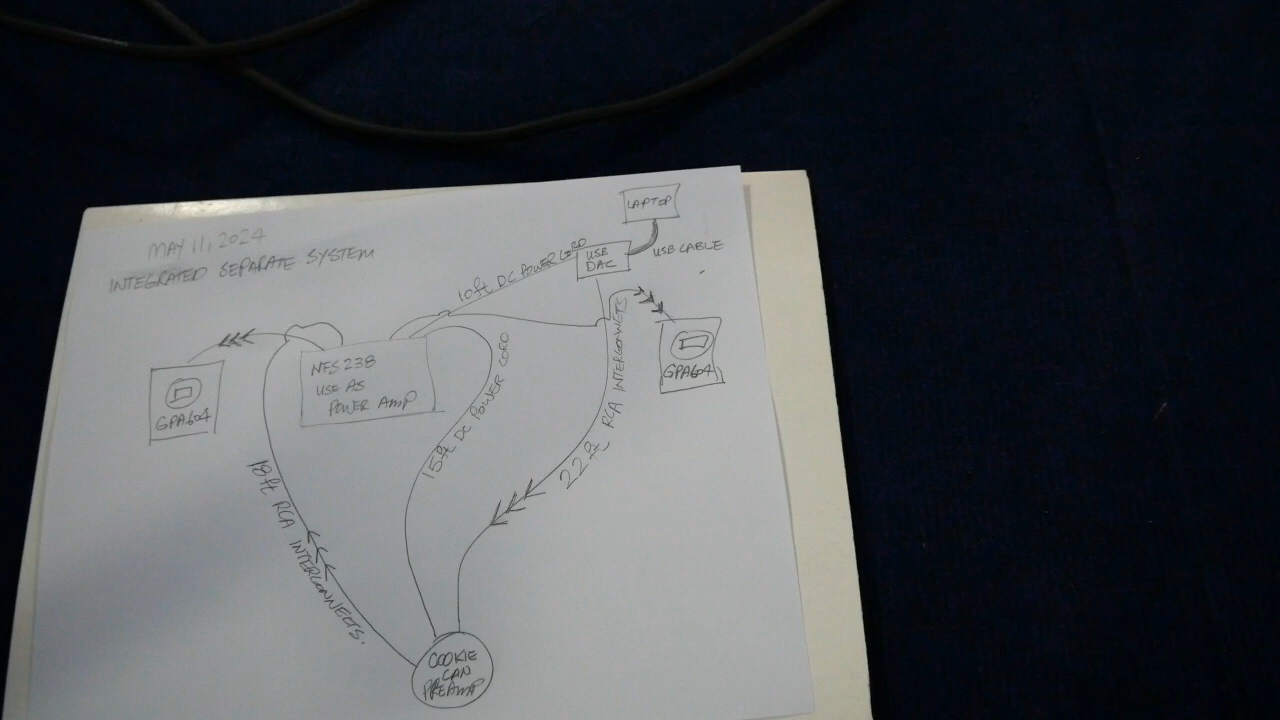 MAY 11, 2024
INTEGRATED SEPARATE SYSTEM
LAPTOP
USB CABLE
USB
DAC
10ft DC POWER CORD
GPA604
NFS 238
USE AS
POWER AMP
15ft DC POWER CORD
22ft RCA INTERCONNECTS
GPA604
18ft RCA INTERCONNECTS.
COOKIE
CAN
PREAMP